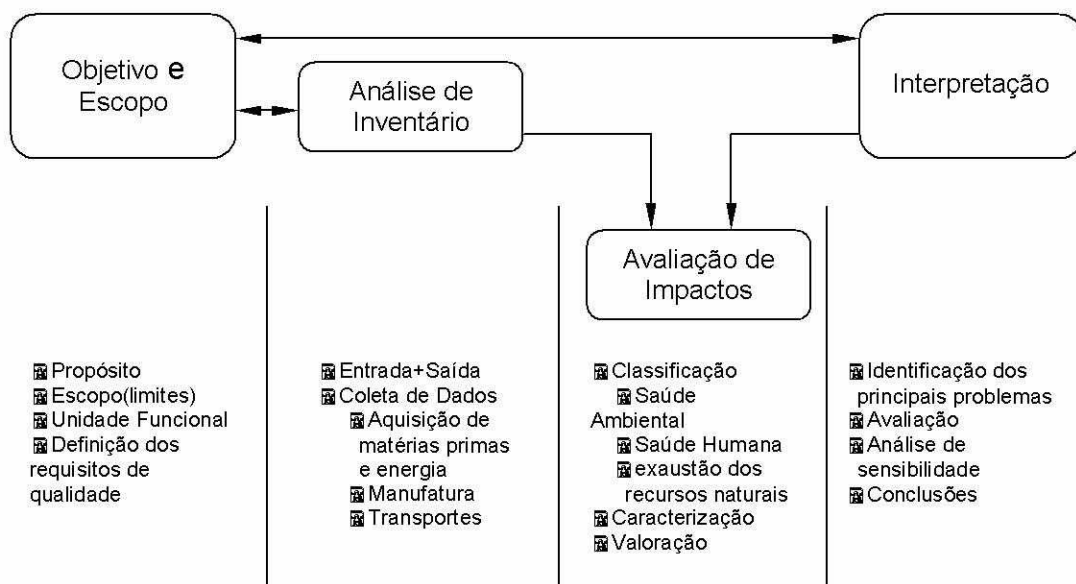 Objetivo e
Escopo
Análise de
Inventário
Interpretação
Avaliação de
Impactos
Propósito
Escopo(limites)
Unidade Funcional
Definição dos
requisitos de
qualidade
Entrada+Saída
Coleta de Dados
Aquisição de
matérias primas
e energia
Manufatura
Transportes
Classificação
Saúde
Ambiental
Saúde Humana
exaustão dos
recursos naturais
Caracterização
Valoração
Identificação dos
principais problemas
Avaliação
Análise de
sensibilidade
Conclusões